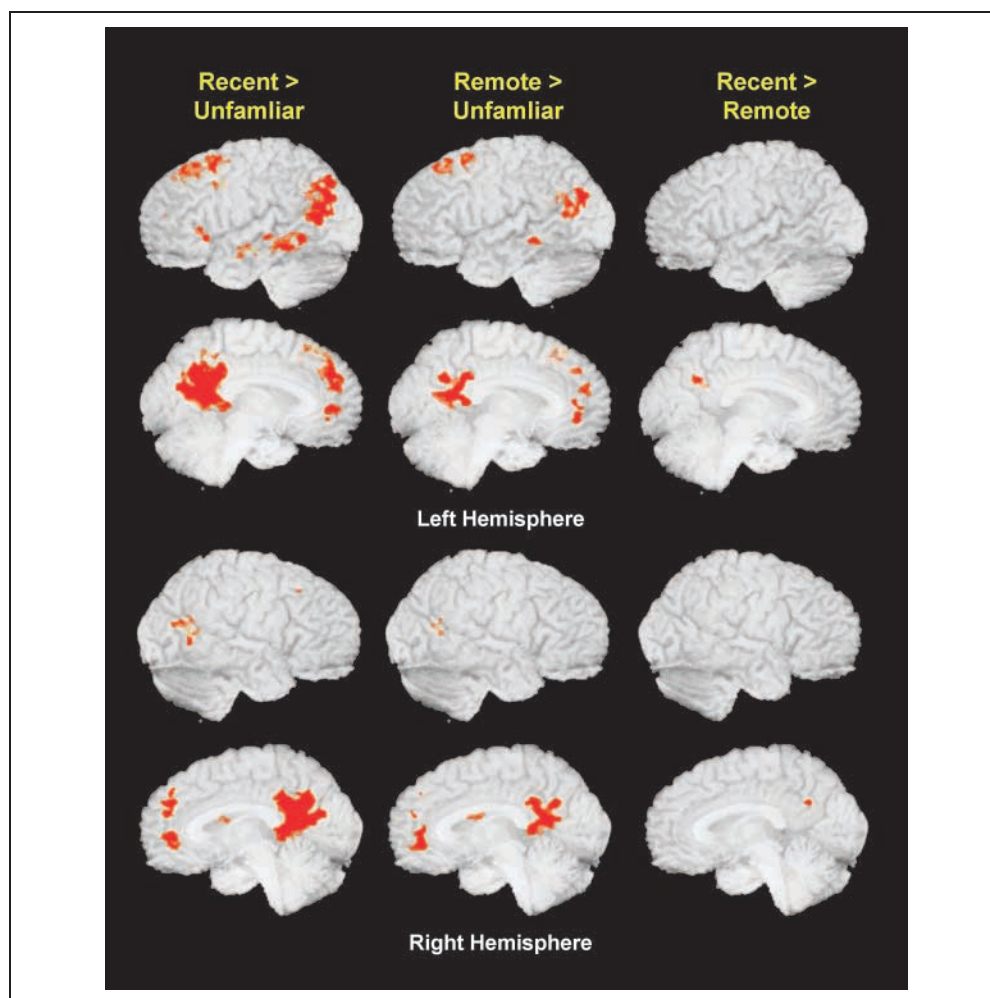 Recent >
Unfamliar
Remote >
Unfamliar
Recent >
Remote
Left Hemisphere
Right Hemisphere